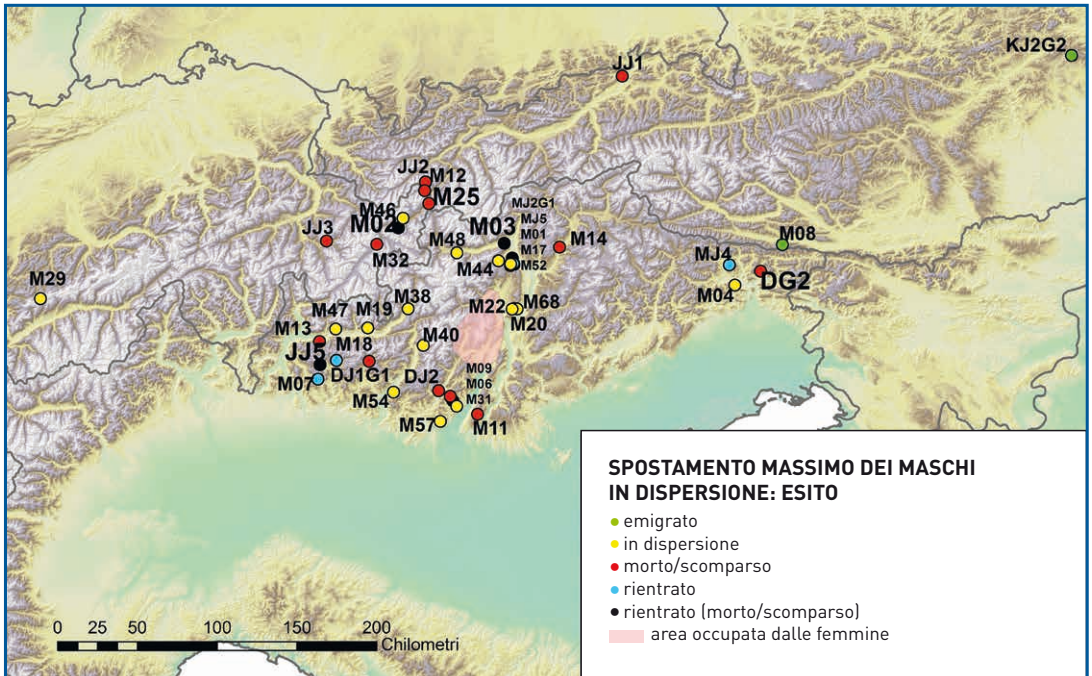 KJ2G2
JJ1
JJ2
M12
M25
M46
M02
MJ2G1
MJ5
M01
M17
M52
M03
M14
M08
MJ4
DG2
M04
JJ3
M32
M48
M44
M29
M38
M22
M68
M20
M47
M19
M13
M40
JJ5
M18
M07
DJ1G1
DJ2
M09
M06
M31
M54
M57
M11
SPOSTAMENTO MASSIMO DEI MASCHI
IN DISPERSIONE: ESITO
emigrato
in dispersione
morto/scomparso
rientrato
rientrato (morto/scomparso)
area occupata dalle femmine
0 25 50 100 150 200
Chilometri